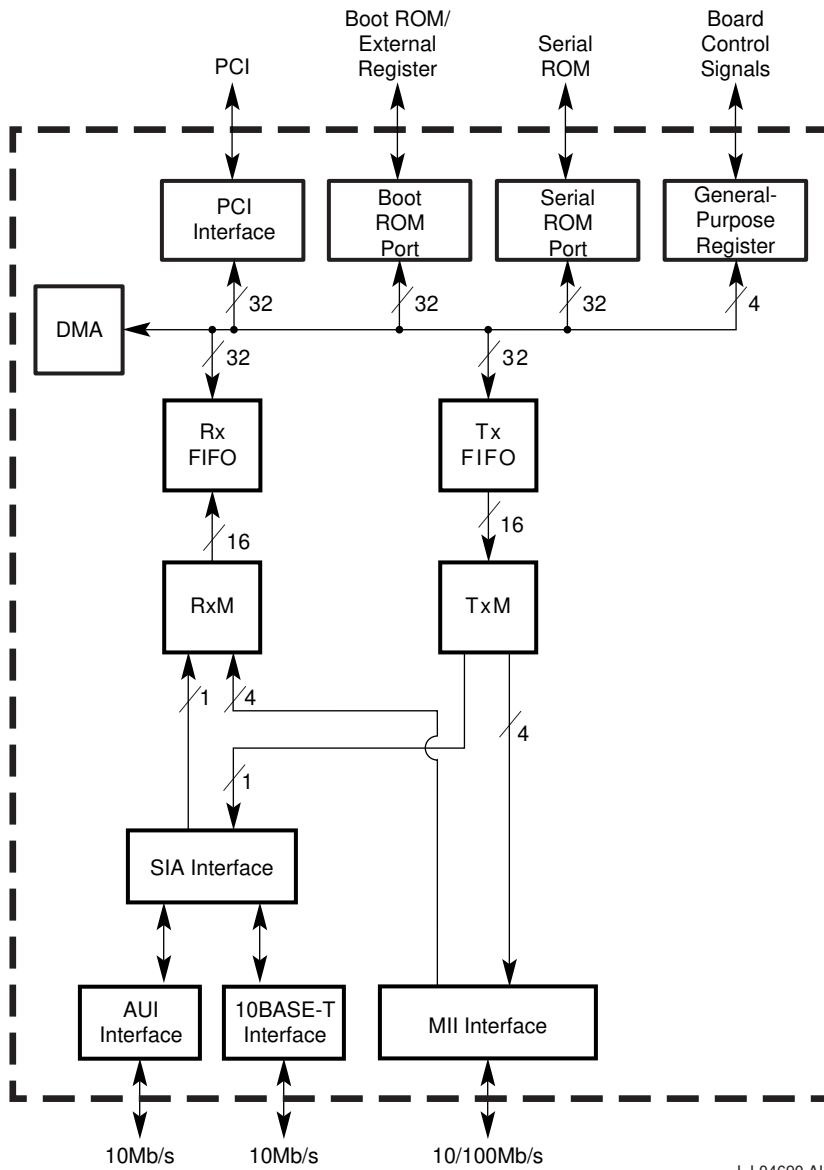 PCI
Boot ROM/
External
Register
Serial
ROM
Board
Control
Signals
PCI
Interface
Boot
ROM
Port
Serial
ROM
Port
General-
Purpose
Register
32
32
32
4
DMA
32
32
Rx
FIFO
Tx
FIFO
16
16
RxM
TxM
1
4
4
1
SIA Interface
AUI
Interface
10BASE-T
Interface
MII Interface
10Mb/s
10Mb/s
10/100Mb/s